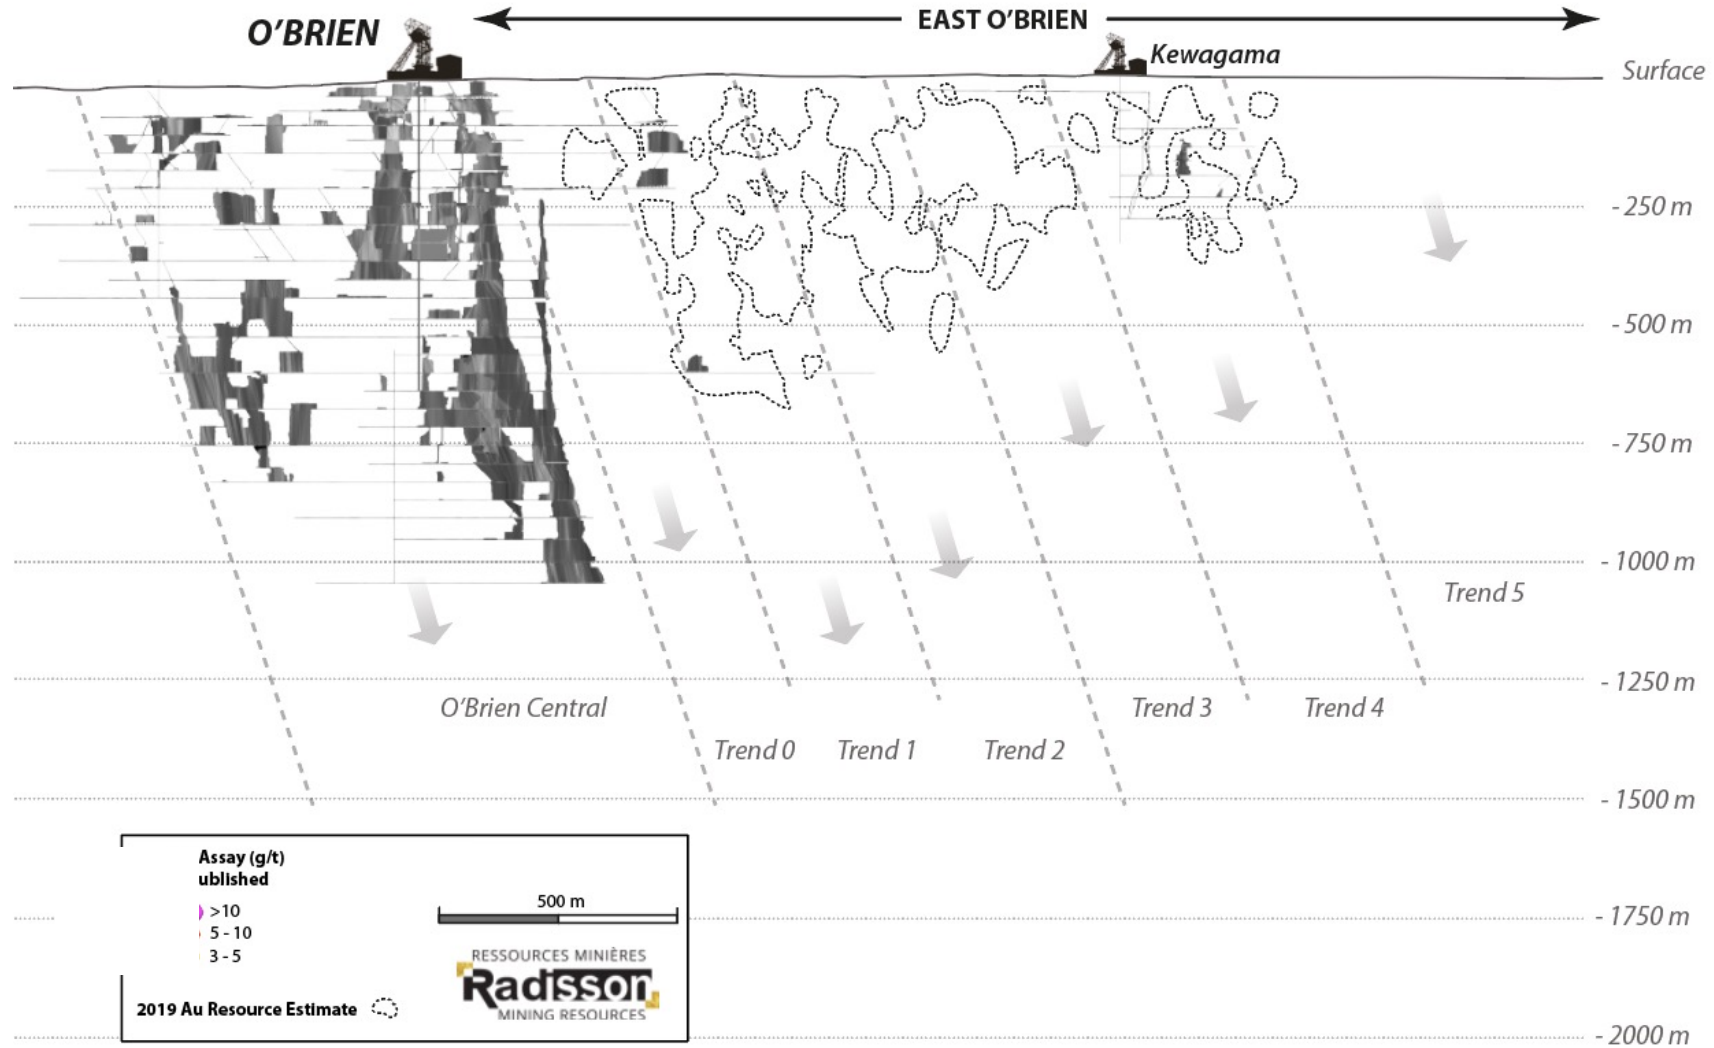 O'BRIEN
EAST O'BRIEN
Kewagama
Surface
- 250 m
- 500 m
- 750 m
- 1000 m
Trend 5
- 1250 m
O'Brien Central
Trend 3
Trend 4
Trend 0
Trend 1
Trend 2
- 1500 m
Assay (g/t)
ublished
>10
5 - 10
3 - 5
500 m
RESSOURCES MINIÈRES
Radisson
MINING RESOURCES
2019 Au Resource Estimate
- 1750 m
- 2000 m